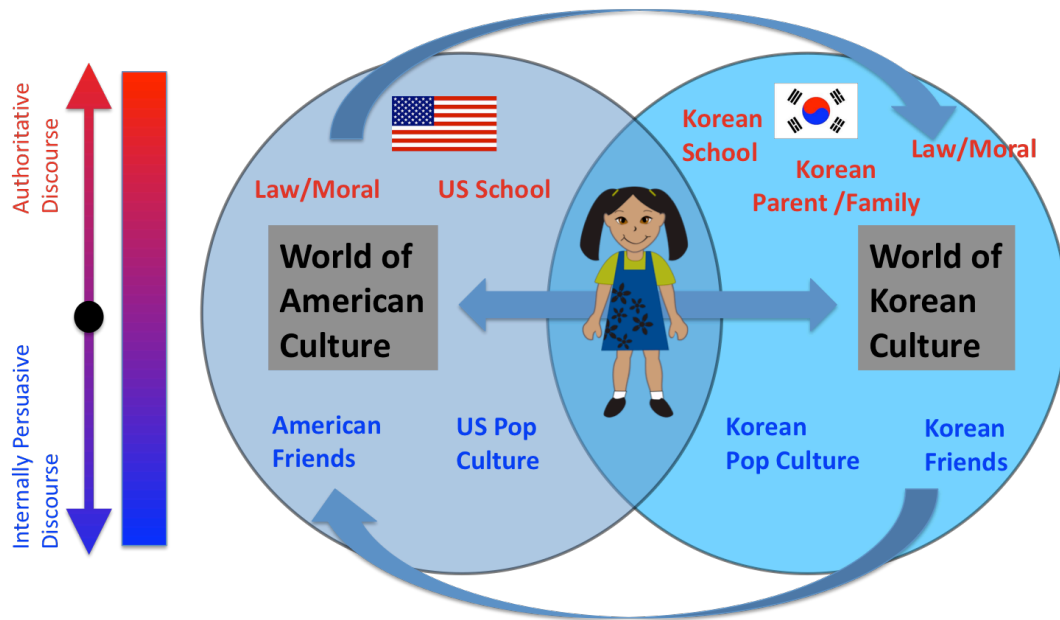 Authoritative
Discourse
Internally Persuasive
Discourse
Law/Moral
US School
World of
American
Culture
American
Friends
US Pop
Culture
Korean
School
Korean
Parent /Family
Law/Moral
World of
Korean
Culture
Korean
Pop Culture
Korean
Friends